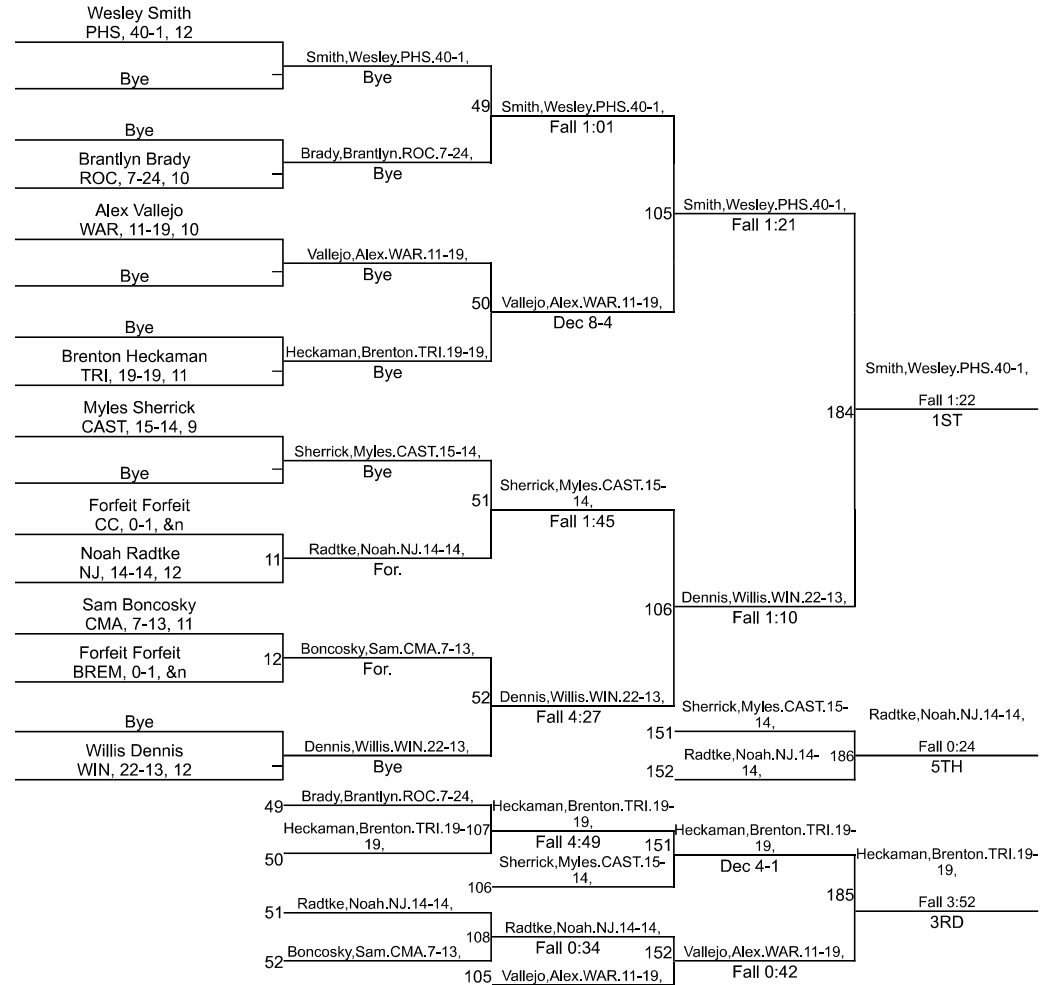 Wesley Smith
PHS, 40-1, 12
Bye
Bye
Brantlyn Brady
ROC, 7-24, 10
Alex Vallejo
WAR, 11-19, 10
Bye
Bye
Brenton Heckaman
TRI, 19-19, 11
Myles Sherrick
CAST, 15-14, 9
Bye
Forfeit Forfeit
CC, 0-1, &n
Noah Radtke
NJ, 14-14, 12
11
Sam Boncosky
CMA, 7-13, 11
Forfeit Forfeit
BREM, 0-1, &n
12
Bye
Willis Dennis
WIN, 22-13, 12
Smith,Wesley.PHS.40-1,
Bye
49
Brady,Brantlyn.ROC.7-24,
Bye
Vallejo,Alex.WAR.11-19,
Bye
50
Heckaman,Brenton.TRI.19-19,
Bye
Sherrick,Myles.CAST.15-14,
Bye
51
Radtke,Noah.NJ.14-14,
For.
Boncosky,Sam.CMA.7-13,
For.
52
Dennis,Willis.WIN.22-13,
Bye
Smith,Wesley.PHS.40-1,
Fall 1:01
105
Vallejo,Alex.WAR.11-19,
Dec 8-4
Sherrick,Myles.CAST.15-
14,
Fall 1:45
106
Dennis,Willis.WIN.22-13,
Fall 4:27
Smith,Wesley.PHS.40-1,
Fall 1:21
184
Dennis,Willis.WIN.22-13,
Fall 1:10
Smith,Wesley.PHS.40-1,
Fall 1:22
1ST
151
Sherrick,Myles.CAST.15-
14,
152
Radtke,Noah.NJ.14-
14,
186
Radtke,Noah.NJ.14-14,
Fall 0:24
5TH
49
Brady,Brantlyn.ROC.7-24,
50
Heckaman,Brenton.TRI.19-
19,
107
Heckaman,Brenton.TRI.19-
19,
Fall 4:49
106
Sherrick,Myles.CAST.15-
14,
151
Heckaman,Brenton.TRI.19-
19,
Dec 4-1
51
Radtke,Noah.NJ.14-14,
52
Boncosky,Sam.CMA.7-13,
108
Radtke,Noah.NJ.14-14,
Fall 0:34
105
Vallejo,Alex.WAR.11-19,
152
Vallejo,Alex.WAR.11-19,
Fall 0:42
185
Heckaman,Brenton.TRI.19-
19,
Fall 3:52
3RD